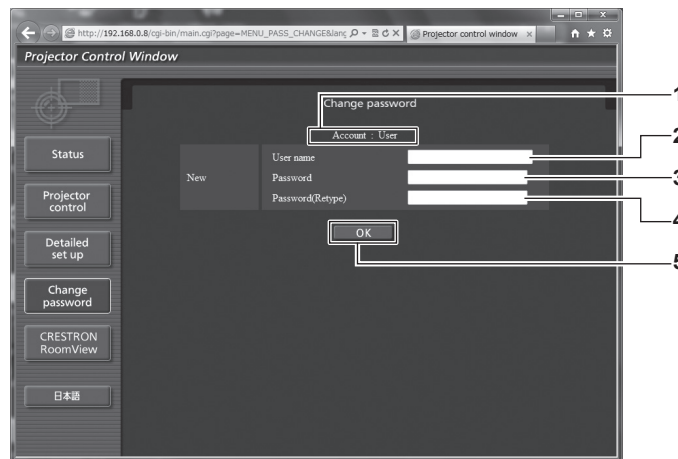 http://192.168.0.8/cgi-bin/main.cgi?page=MENU_PASS_CHANGE&lang
Projector control window
Projector Control Window
Change password
1
Account : User
2
Status
User name
New
Password
3
Projector
control
Password(Retype)
4
OK
Detailed
set up
5
Change
password
CRESTRON
RoomView
日本語